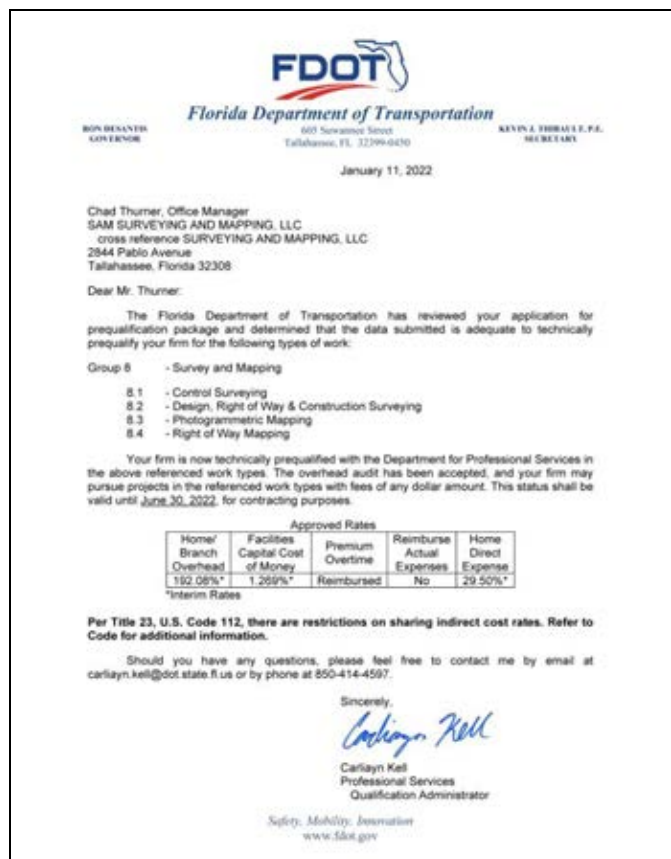 FDOT
Florida Department of Transportation
RON DESANTIS
GOVERNOR
605 Suwannee Street
Tallahassee, FL 32399-0450
KEVIN J. THIBAULT, P.E.
SECRETARY
January 11, 2022
Chad Thurner, Office Manager
SAM SURVEYING AND MAPPING, LLC
cross reference SURVEYING AND MAPPING, LLC
2844 Pablo Avenue
Tallahassee, Florida 32308
Dear Mr. Thurner:
The Florida Department of Transportation has reviewed your application for
prequalification package and determined that the data submitted is adequate to technically
prequalify your firm for the following types of work:
Group 8 - Survey and Mapping
8.1 - Control Surveying
8.2 - Design, Right of Way & Construction Surveying
8.3 - Photogrammetric Mapping
8.4 - Right of Way Mapping
Your firm is now technically prequalified with the Department for Professional Services in
the above referenced work types. The overhead audit has been accepted, and your firm may
pursue projects in the referenced work types with fees of any dollar amount. This status shall be
valid until June 30, 2022, for contracting purposes.
Approved Rates
Home/ Branch Overhead | Facilities Capital Cost of Money | Premium Overtime | Reimburse Actual Expenses | Home Direct Expense
192.08%* | 1.269%* | Reimbursed | No | 29.50%*
*Interim Rates
Per Title 23, U.S. Code 112, there are restrictions on sharing indirect cost rates. Refer to
Code for additional information.
Should you have any questions, please feel free to contact me by email at
carliayn.kell@dot.state.fl.us or by phone at 850-414-4597.
Sincerely,
Carliayn Kell
Carliayn Kell
Professional Services
Qualification Administrator
Safety, Mobility, Innovation
www.fdot.gov